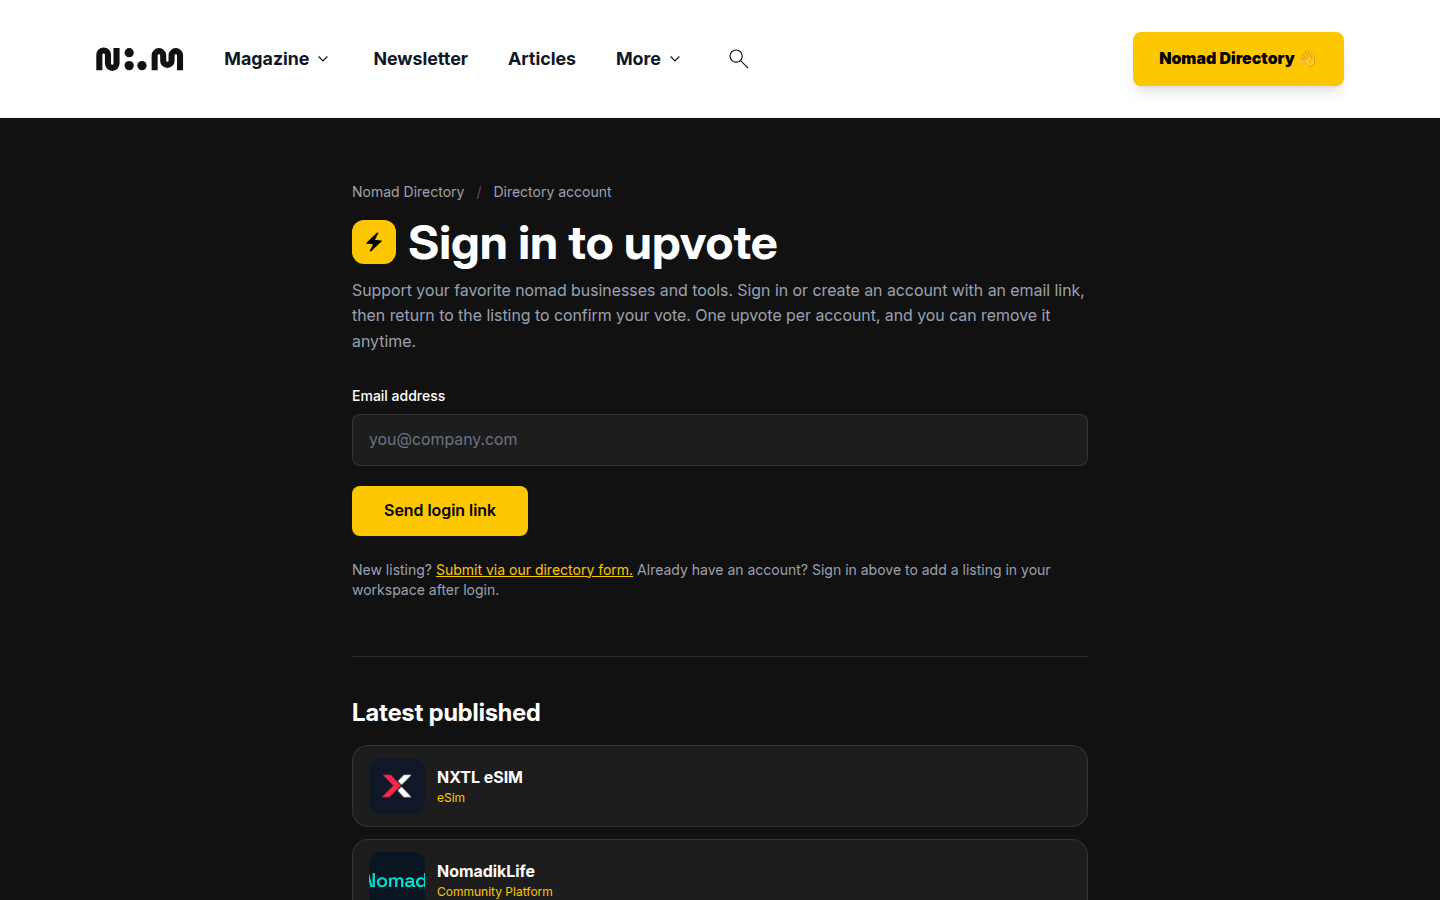 N:.M
Magazine
Newsletter
Articles
More
Nomad Directory 👋
Nomad Directory / Directory account
Sign in to upvote
Support your favorite nomad businesses and tools. Sign in or create an account with an email link,
then return to the listing to confirm your vote. One upvote per account, and you can remove it
anytime.
Email address
you@company.com
Send login link
New listing? Submit via our directory form. Already have an account? Sign in above to add a listing in your
workspace after login.
Latest published
NXTL eSIM
eSim
Nomad
NomadikLife
Community Platform